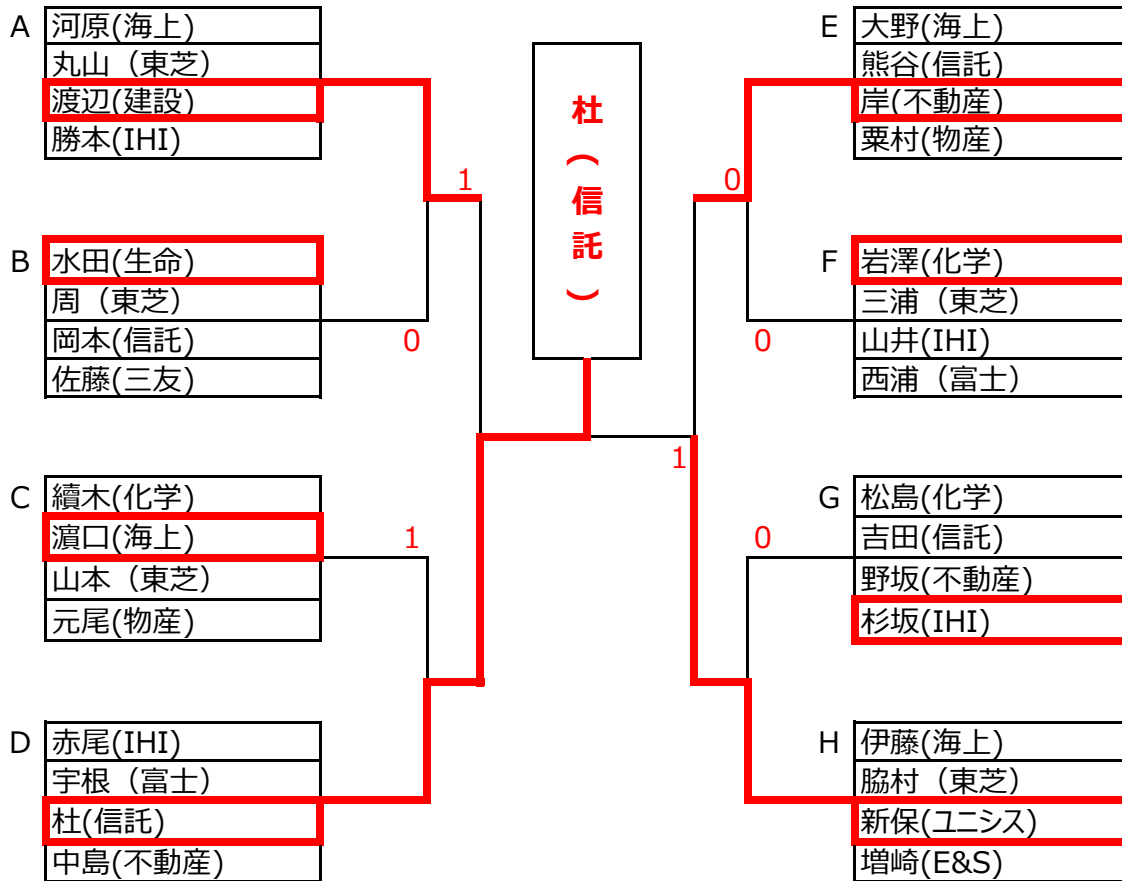 A
河原(海上)
丸山（東芝）
渡辺(建設)
勝本(IHI)
1
B
水田(生命)
周（東芝）
岡本(信託)
佐藤(三友)
0
C
續木(化学)
濵口(海上)
山本（東芝）
元尾(物産)
1
D
赤尾(IHI)
宇根（富士）
杜(信託)
中島(不動産)
杜（信託）
E
大野(海上)
熊谷(信託)
岸(不動産)
粟村(物産)
0
F
岩澤(化学)
三浦（東芝）
山井(IHI)
西浦（富士）
0
1
G
松島(化学)
吉田(信託)
野坂(不動産)
杉坂(IHI)
0
H
伊藤(海上)
脇村（東芝）
新保(ユニシス)
増崎(E&S)